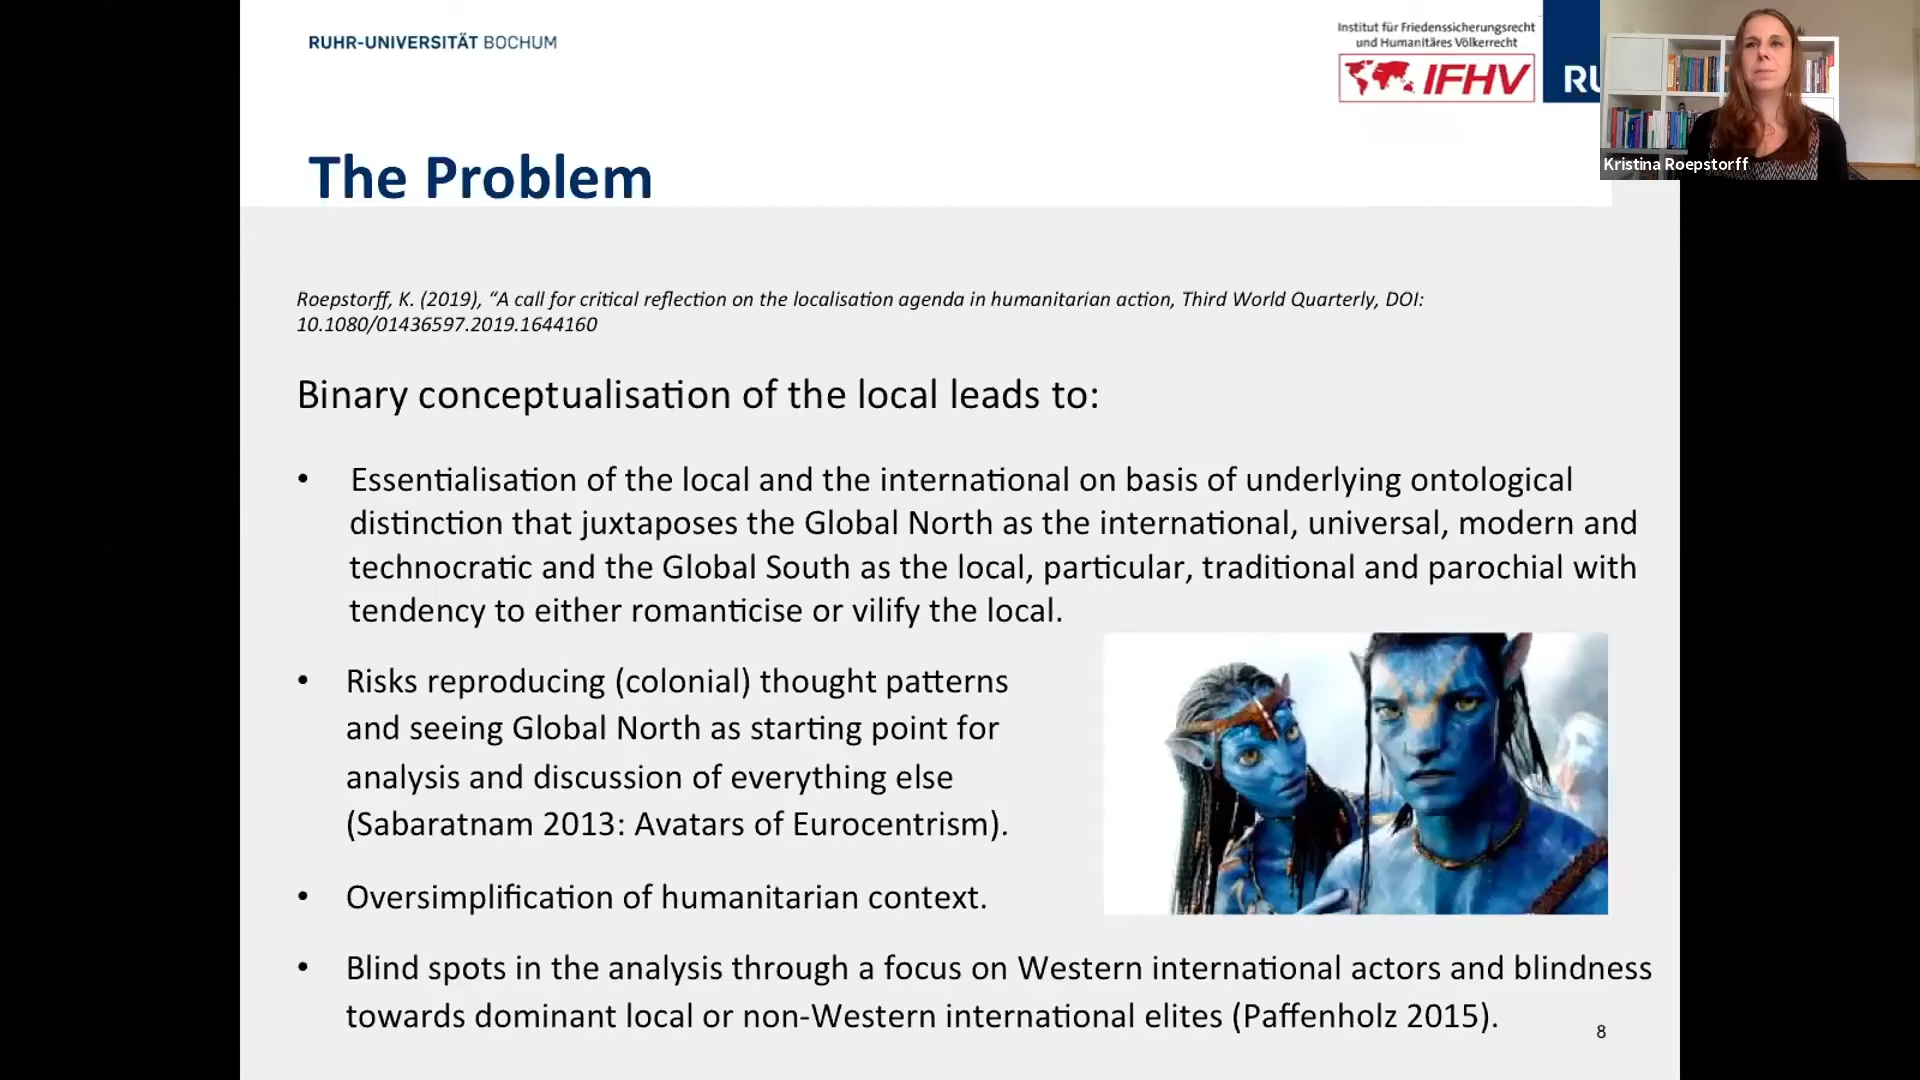 RUHR-UNIVERSITÄT BOCHUM
Institut für Friedenssicherungsrecht
und Humanitäres Völkerrecht
IFHV
RU
Kristina Roepstorff
The Problem
Roepstorff, K. (2019), “A call for critical reflection on the localisation agenda in humanitarian action, Third World Quarterly, DOI:
10.1080/01436597.2019.1644160
Binary conceptualisation of the local leads to:
• Essentialisation of the local and the international on basis of underlying ontological
distinction that juxtaposes the Global North as the international, universal, modern and
technocratic and the Global South as the local, particular, traditional and parochial with
tendency to either romanticise or vilify the local.
• Risks reproducing (colonial) thought patterns
and seeing Global North as starting point for
analysis and discussion of everything else
(Sabaratnam 2013: Avatars of Eurocentrism).
• Oversimplification of humanitarian context.
• Blind spots in the analysis through a focus on Western international actors and blindness
towards dominant local or non-Western international elites (Paffenholz 2015).
8